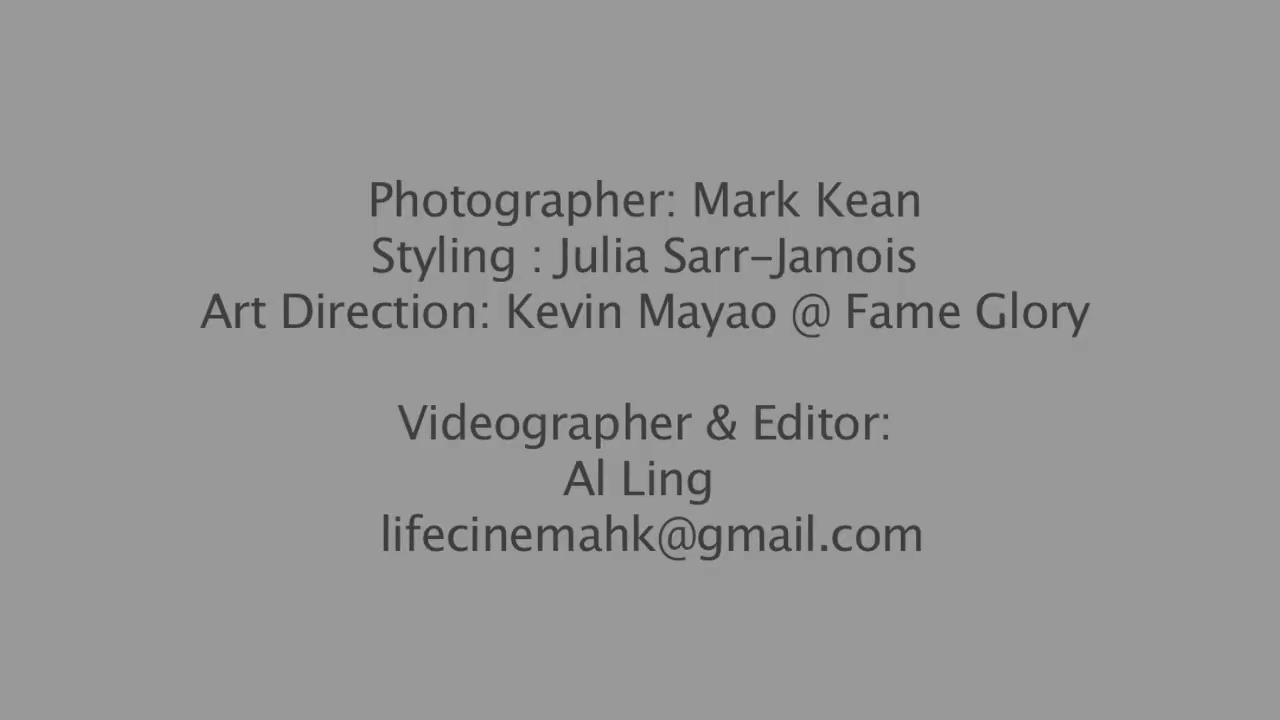 Photographer: Mark Kean
Styling : Julia Sarr-Jamois
Art Direction: Kevin Mayao @ Fame Glory
Videographer & Editor:
Al Ling
lifecinemahk@gmail.com